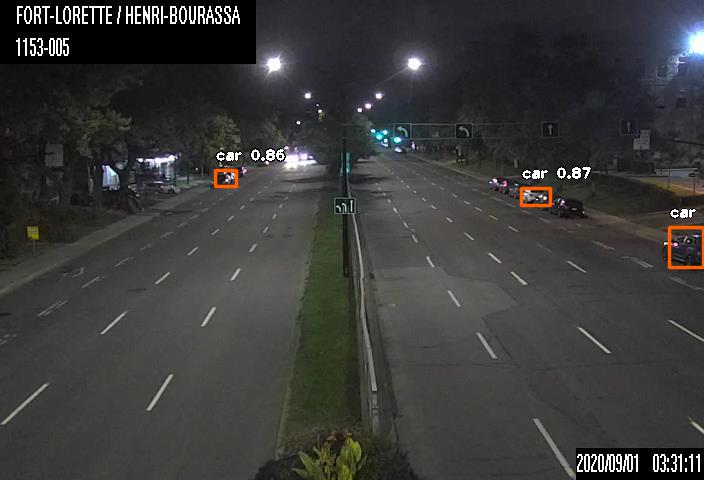 FORT-LORETTE / HENRI-BOURASSA
1153-005
car 0.86
car 0.87
car
2020/09/01 03:31:11